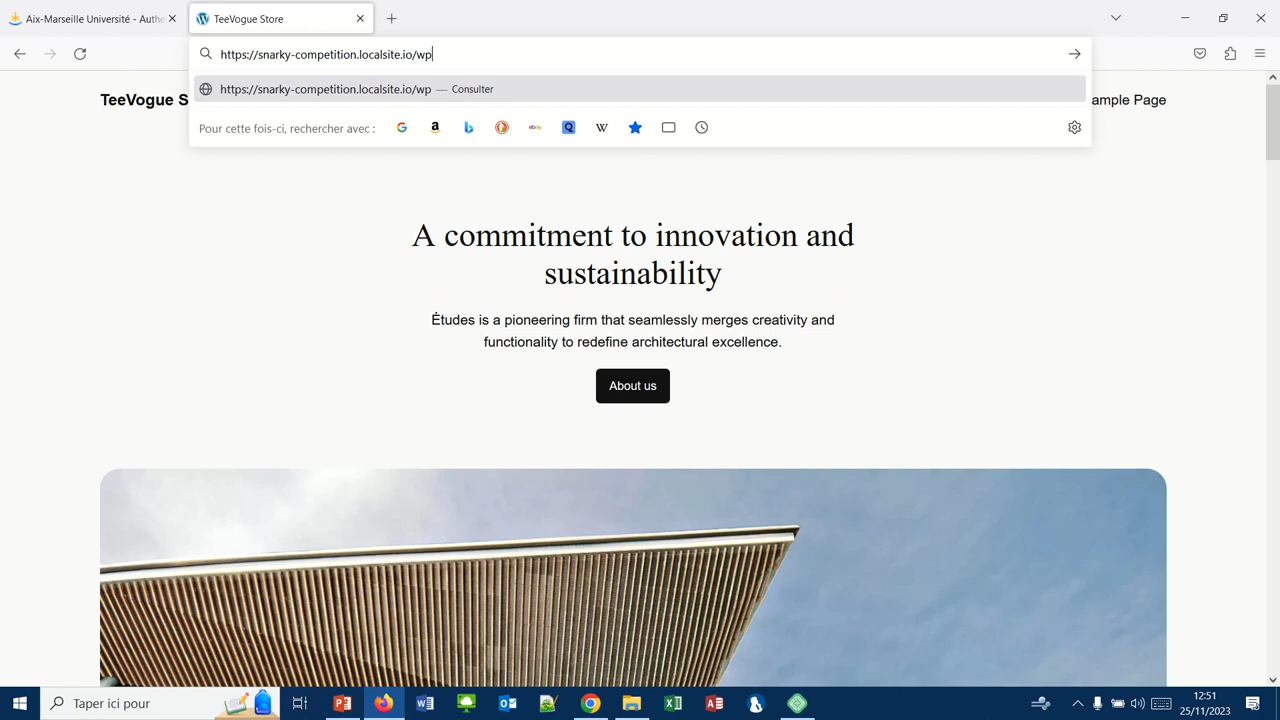 Aix-Marseille Université - Authe
TeeVogue Store
https://snarky-competition.localsite.io/wp
https://snarky-competition.localsite.io/wp — Consulter
Pour cette fois-ci, rechercher avec :
TeeVogue S
ample Page
A commitment to innovation and
sustainability
Études is a pioneering firm that seamlessly merges creativity and
functionality to redefine architectural excellence.
About us
Taper ici pour
12:51
25/11/2023